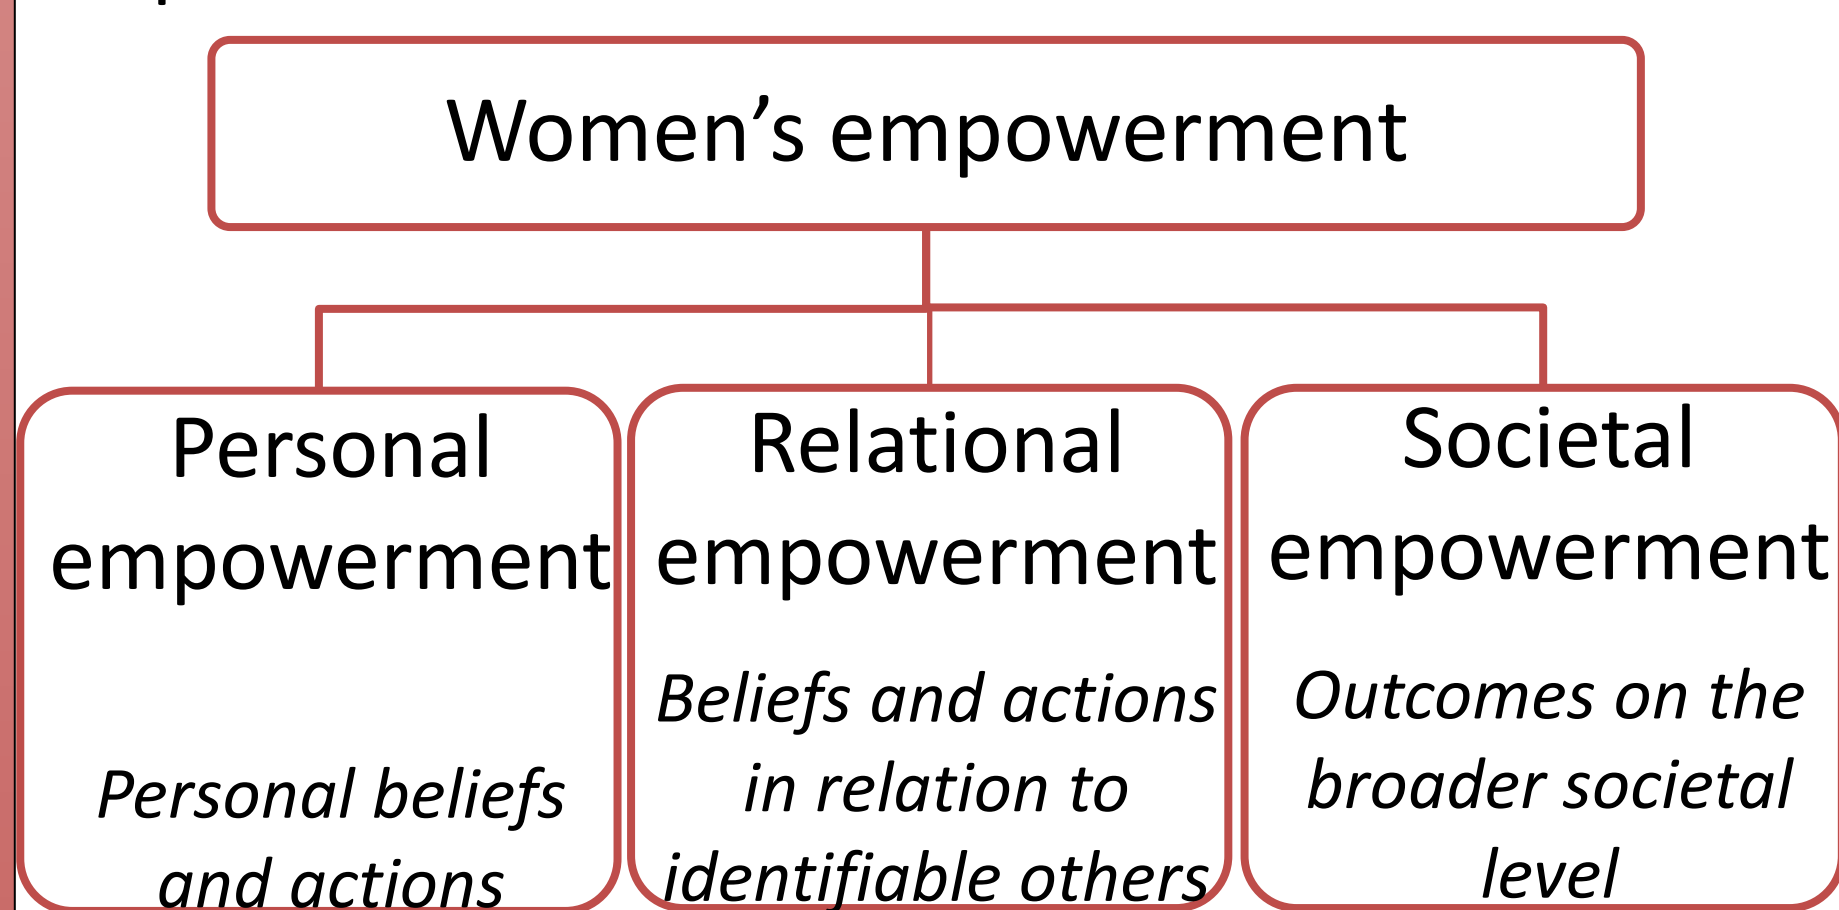 Women’s empowerment
Personal
empowerment
Personal beliefs
and actions
Relational
empowerment
Beliefs and actions
in relation to
identifiable others
Societal
empowerment
Outcomes on the
broader societal
level